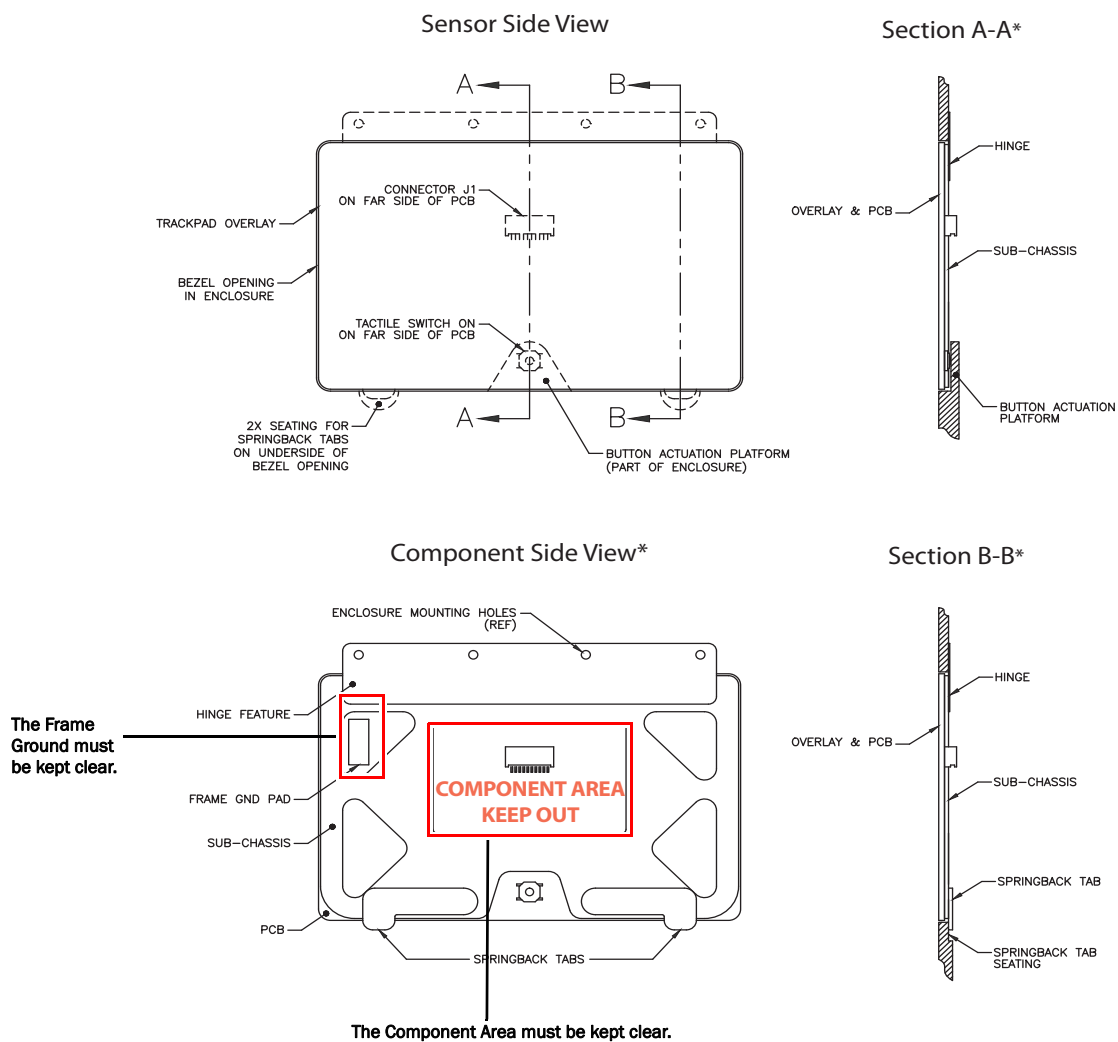 Sensor Side View
Section A-A*
A
B
CONNECTOR J1
ON FAR SIDE OF PCB
TRACKPAD OVERLAY
BEZEL OPENING
IN ENCLOSURE
TACTILE SWITCH ON
ON FAR SIDE OF PCB
A
B
2X SEATING FOR
SPRINGBACK TABS
ON UNDERSIDE OF
BEZEL OPENING
BUTTON ACTUATION PLATFORM
(PART OF ENCLOSURE)
HINGE
OVERLAY & PCB
SUB-CHASSIS
BUTTON ACTUATION
PLATFORM
Component Side View*
Section B-B*
ENCLOSURE MOUNTING HOLES
(REF)
HINGE FEATURE
The Frame
Ground must
be kept clear.
FRAME GND PAD
SUB-CHASSIS
COMPONENT AREA
KEEP OUT
PCB
SPRINGBACK TABS
The Component Area must be kept clear.
HINGE
OVERLAY & PCB
SUB-CHASSIS
SPRINGBACK TAB
SPRINGBACK TAB
SEATING